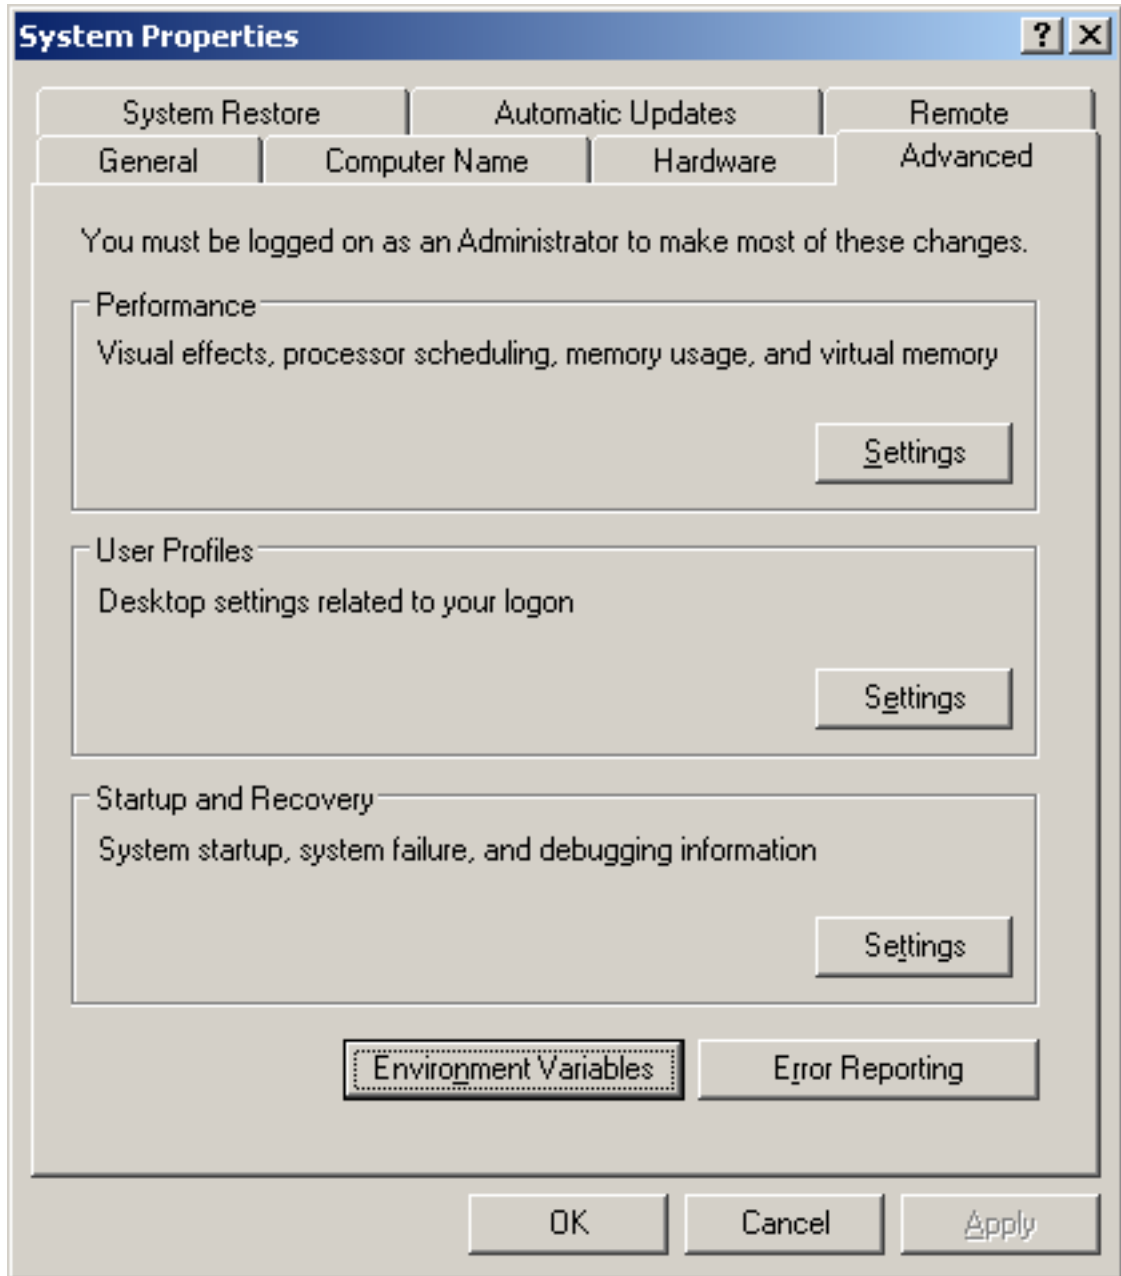 System Properties
System Restore Automatic Updates Remote
General Computer Name Hardware Advanced
You must be logged on as an Administrator to make most of these changes.
Performance
Visual effects, processor scheduling, memory usage, and virtual memory
Settings
User Profiles
Desktop settings related to your logon
Settings
Startup and Recovery
System startup, system failure, and debugging information
Settings
Environment Variables Error Reporting
OK Cancel Apply